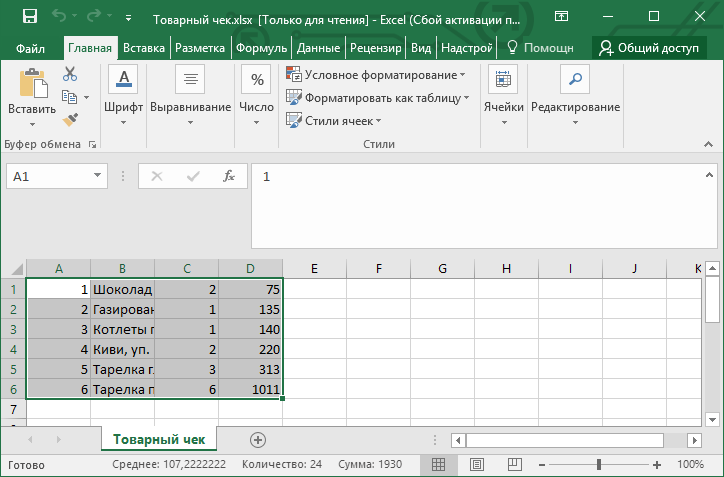 Товарный чек.xlsx [Только для чтения] - Excel (Сбой активации п...
Файл Главная Вставка Разметка Формуль Данные Рецензир Вид Надстрої Помощн Общий доступ
Вставить
Буфер обмена
Шрифт
Выравнивание
%
Число
Условное форматирование
Форматировать как таблицу
Стили ячеек
Стили
Ячейки
Редактирование
A1 fx 1
A B C D E F G H I J K
1 1 Шоколад 2 75
2 2 Газирован 1 135
3 3 Котлеты г 1 140
4 4 Киви, уп. 2 220
5 5 Тарелка г. 3 313
6 6 Тарелка п 6 1011
7
Товарный чек
Готово Среднее: 107,2222222 Количество: 24 Сумма: 1930 100%